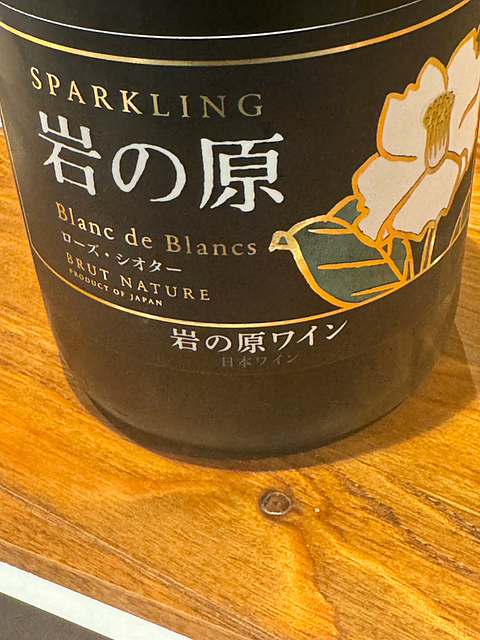 SPARKLING
岩の原
Blanc de Blancs
ローズ・シオター
BRUT NATURE
PRODUCT OF JAPAN
岩の原ワイン
日本ワイン